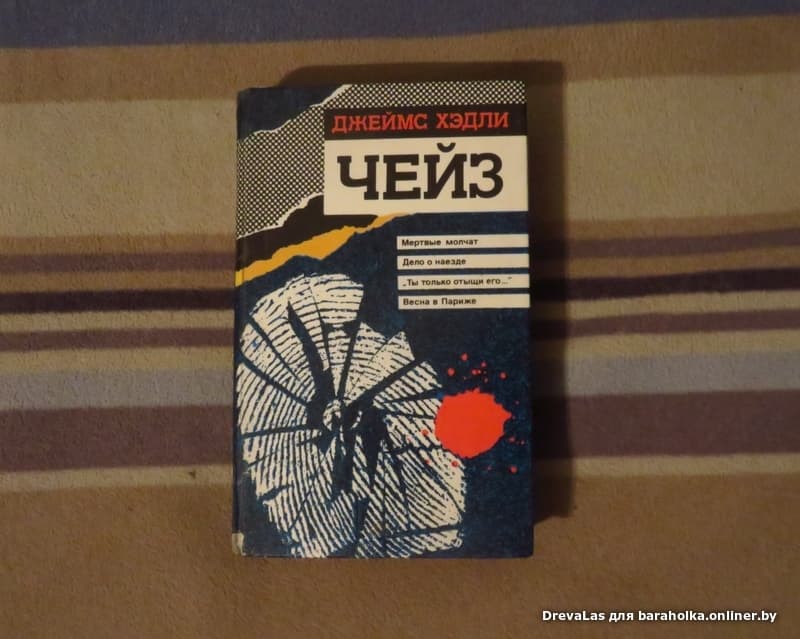 ДЖЕЙМС ХЭДЛИ
ЧЕЙЗ
Мертвые молчат
Дело о наезде
„Ты только отыщи его..."
Весна в Париже
DrevaLas для baraholka.onliner.by